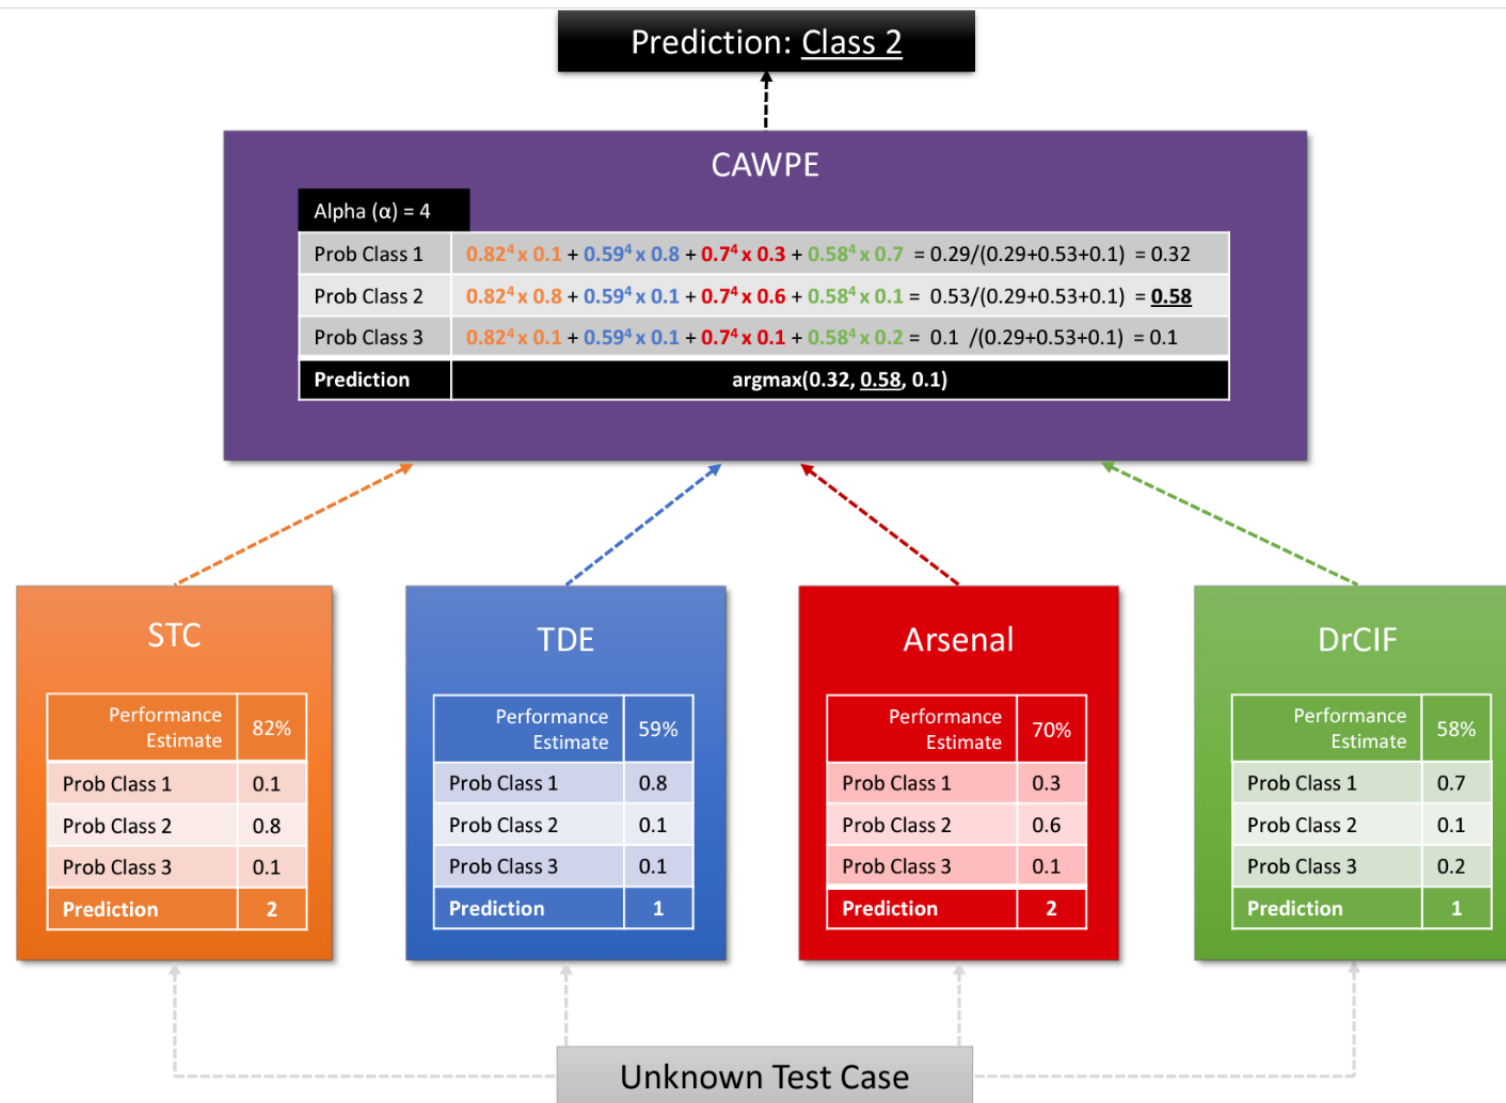 Prediction: Class 2
CAWPE
Alpha (α) = 4
Prob Class 1 0.82⁴ x 0.1 + 0.59⁴ x 0.8 + 0.7⁴ x 0.3 + 0.58⁴ x 0.7 = 0.29/(0.29+0.53+0.1) = 0.32
Prob Class 2 0.82⁴ x 0.8 + 0.59⁴ x 0.1 + 0.7⁴ x 0.6 + 0.58⁴ x 0.1 = 0.53/(0.29+0.53+0.1) = 0.58
Prob Class 3 0.82⁴ x 0.1 + 0.59⁴ x 0.1 + 0.7⁴ x 0.1 + 0.58⁴ x 0.2 = 0.1 /(0.29+0.53+0.1) = 0.1
Prediction argmax(0.32, 0.58, 0.1)
STC
Performance
Estimate 82%
Prob Class 1 0.1
Prob Class 2 0.8
Prob Class 3 0.1
Prediction 2
TDE
Performance
Estimate 59%
Prob Class 1 0.8
Prob Class 2 0.1
Prob Class 3 0.1
Prediction 1
Arsenal
Performance
Estimate 70%
Prob Class 1 0.3
Prob Class 2 0.6
Prob Class 3 0.1
Prediction 2
DrCIF
Performance
Estimate 58%
Prob Class 1 0.7
Prob Class 2 0.1
Prob Class 3 0.2
Prediction 1
Unknown Test Case